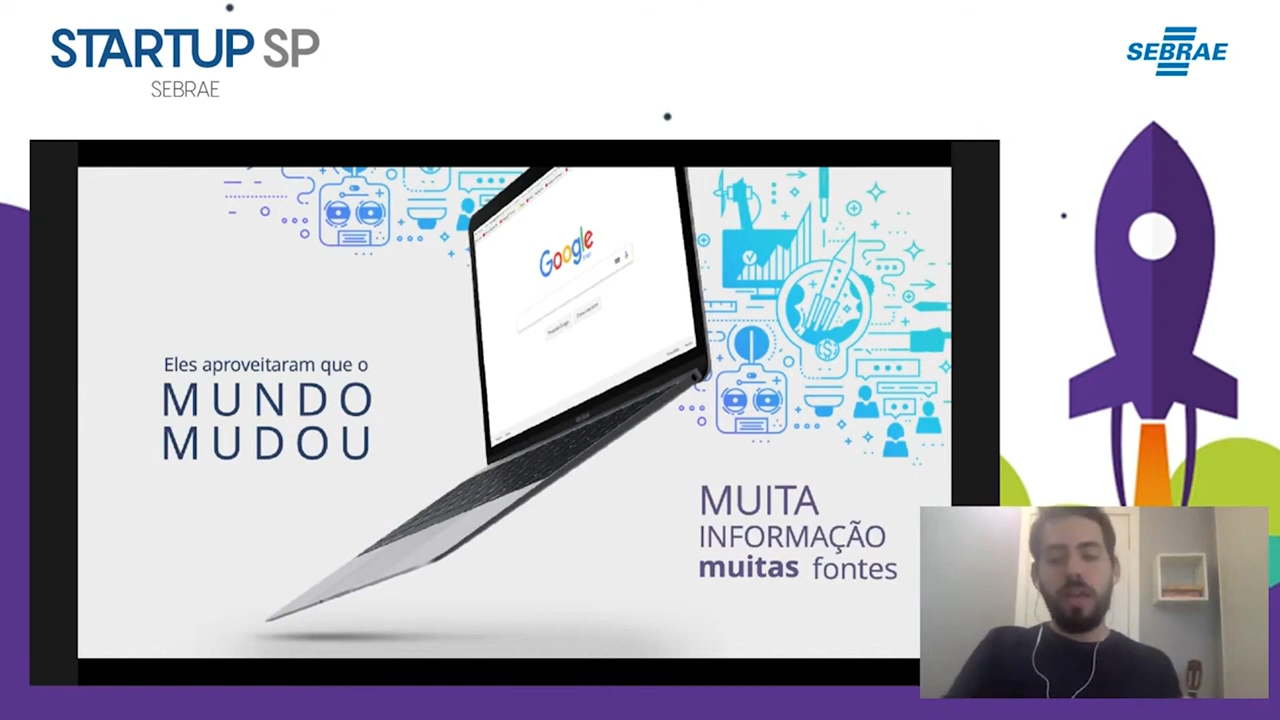 STARTUP SP
SEBRAE
SEBRAE
Google
Eles aproveitaram que o
MUNDO
MUDOU
MUITA
INFORMAÇÃO
muitas fontes